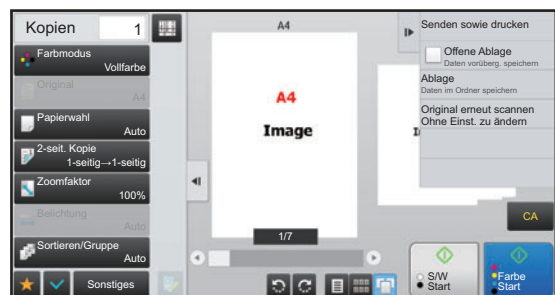 Kopien 1
Farbmodus
Vollfarbe
Original
A4
Papierwahl
Auto
2-seit. Kopie
1-seitig→1-seitig
Zoomfaktor
100%
Belichtung
Auto
Sortieren/Gruppe
Auto
Sonstiges
A4
A4
Image
1/7
Senden sowie drucken
Offene Ablage
Daten vorüberg. speichern
Ablage
Daten im Ordner speichern
Original erneut scannen
Ohne Einst. zu ändern
CA
S/W
Start
Farbe
Start